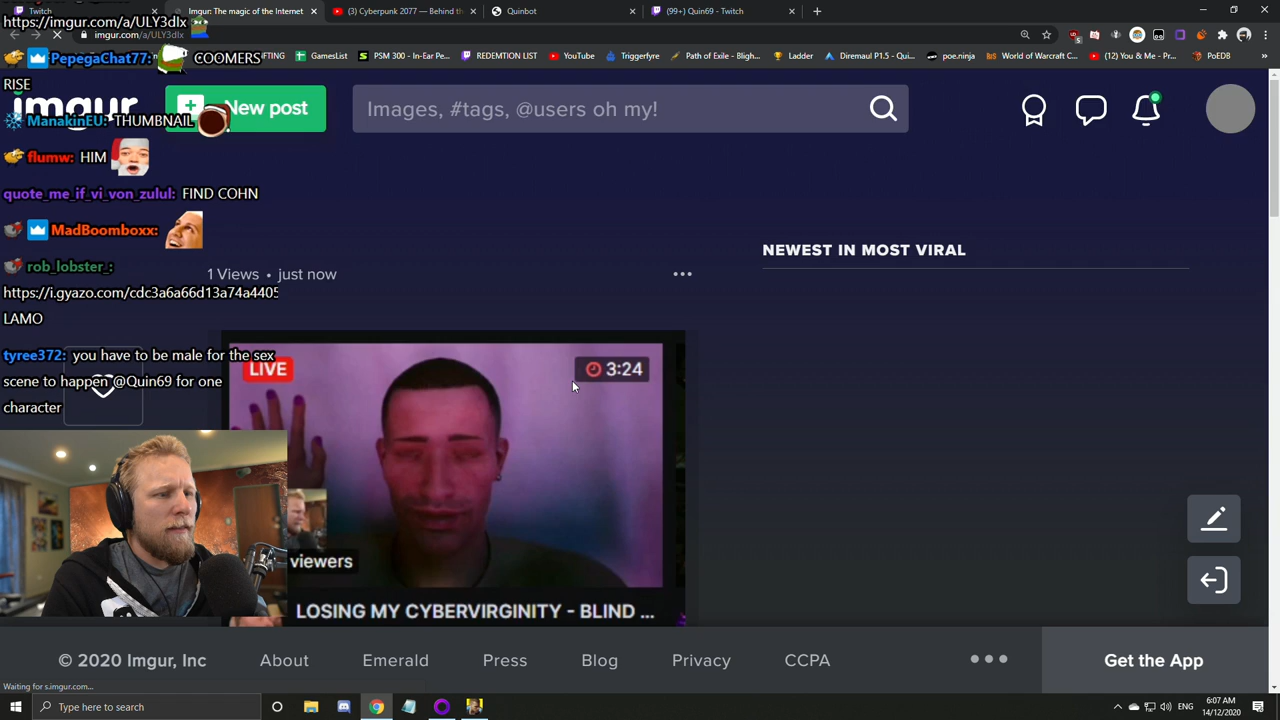 Twitch
Imgur: The magic of the Internet
(3) Cyberpunk 2077 — Behind th
Quinbot
(99+) Quin69 - Twitch
https://imgur.com/a/ULY3dlx
imgur.com/a/ULY3dlx
GamesList
PSM 300 - In-Ear Pe...
REDEMTION LIST
YouTube
Triggerfyre
Path of Exile - Bligh...
Ladder
Diremaul P1.5 - Qui...
poe.ninja
World of Warcraft C...
(12) You & Me - Pr...
PoEDB
PepegaChat77: COOMERS
RISE
imgur
New post
Images, #tags, @users oh my!
ManakinEU: THUMBNAIL
flumw: HIM
quote_me_if_vi_von_zulul: FIND COHN
MadBoomboxx:
NEWEST IN MOST VIRAL
rob_lobster_:
1 Views • just now
https://i.gyazo.com/cdc3a6a66d13a74a4405
LAMO
tyree372: you have to be male for the sex
scene to happen @Quin69 for one
character
LIVE
3:24
viewers
LOSING MY CYBERVIRGINITY - BLIND ...
© 2020 Imgur, Inc
About
Emerald
Press
Blog
Privacy
CCPA
Get the App
Waiting for s.imgur.com...
Type here to search
ENG
6:07 AM
14/12/2020